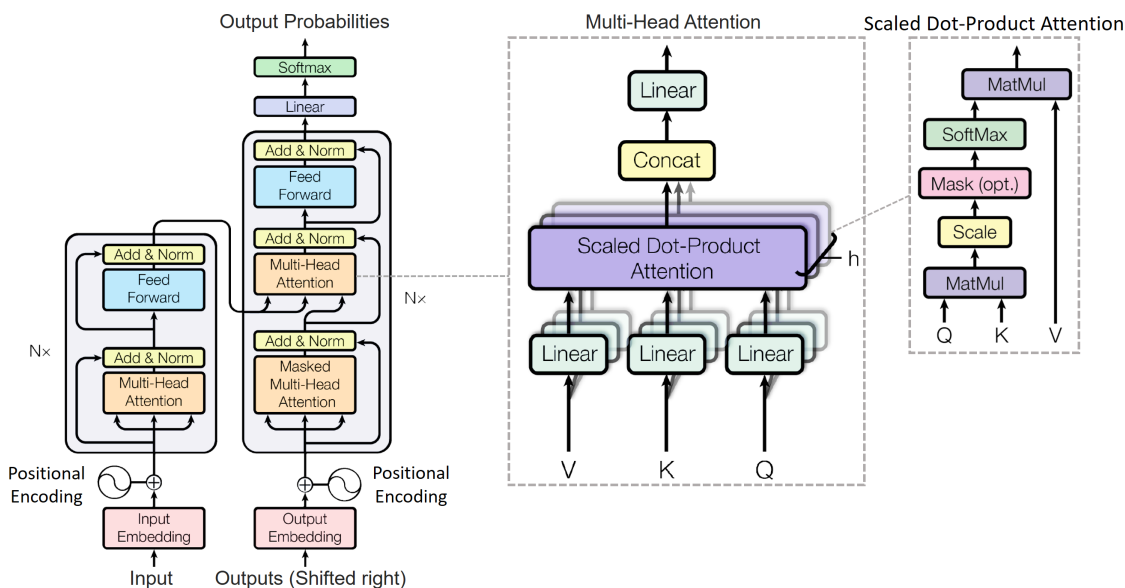 Output Probabilities
Softmax
Linear
Add & Norm
Feed
Forward
Add & Norm
Multi-Head
Attention
Nx
Add & Norm
Masked
Multi-Head
Attention
Positional
Encoding
Output
Embedding
Outputs (Shifted right)
Add & Norm
Feed
Forward
Nx
Add & Norm
Multi-Head
Attention
Positional
Encoding
Input
Embedding
Input
Multi-Head Attention
Linear
Concat
Scaled Dot-Product
Attention
h
Linear
Linear
Linear
V
K
Q
Scaled Dot-Product Attention
MatMul
SoftMax
Mask (opt.)
Scale
MatMul
Q
K
V